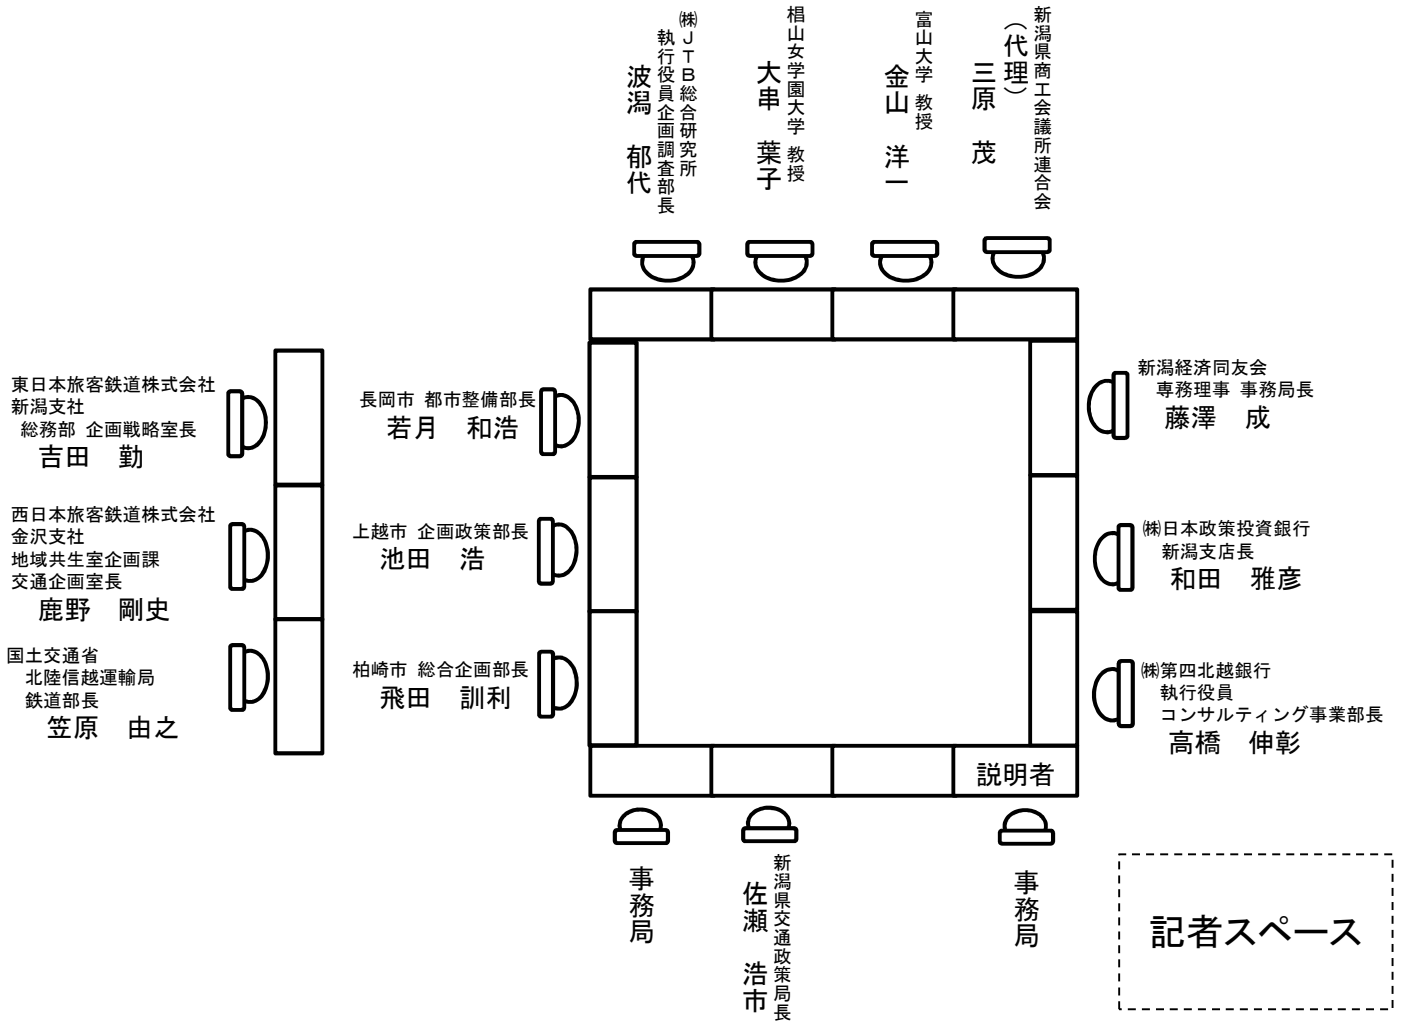 ㈱JTB総合研究所
執行役員企画調査部長
波潟 郁代
椙山女学園大学 教授
大串 葉子
富山大学 教授
金山 洋一
新潟県商工会議所連合会
（代理）
三原 茂
東日本旅客鉄道株式会社
新潟支社
総務部 企画戦略室長
吉田 勤
西日本旅客鉄道株式会社
金沢支社
地域共生室企画課
交通企画室長
鹿野 剛史
国土交通省
北陸信越運輸局
鉄道部長
笠原 由之
長岡市 都市整備部長
若月 和浩
上越市 企画政策部長
池田 浩
柏崎市 総合企画部長
飛田 訓利
新潟経済同友会
専務理事 事務局長
藤澤 成
㈱日本政策投資銀行
新潟支店長
和田 雅彦
㈱第四北越銀行
執行役員
コンサルティング事業部長
高橋 伸彰
説明者
事務局
新潟県交通政策局長
佐瀬 浩市
事務局
記者スペース